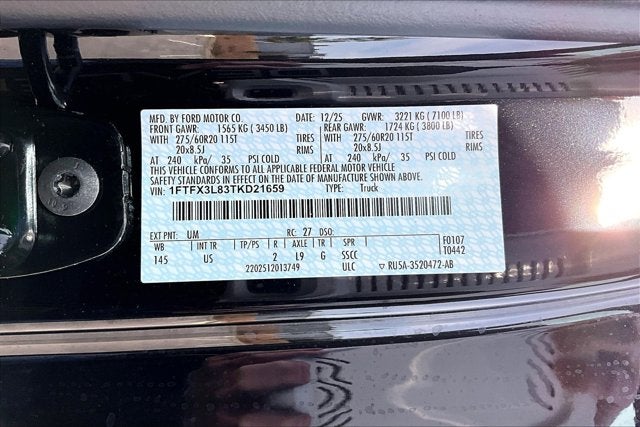 MFD. BY FORD MOTOR CO. DATE: 12/25 GVWR: 3221 KG ( 7100 LB)
FRONT GAWR: 1565 KG ( 3450 LB) REAR GAWR: 1724 KG ( 3800 LB)
WITH 275/60R20 115T TIRES WITH 275/60R20 115T TIRES
20x8.5J RIMS 20x8.5J RIMS
AT 240 kPa/ 35 PSI COLD AT 240 kPa/ 35 PSI COLD
THIS VEHICLE CONFORMS TO ALL APPLICABLE FEDERAL MOTOR VEHICLE
SAFETY STANDARDS IN EFFECT ON THE DATE OF MANUFACTURE SHOWN ABOVE.
VIN: 1FTFX3L83TKD21659 TYPE: Truck
EXT PNT: UM RC: 27 DSO: F0107
WB INT TR TP/PS R AXLE TR SPR T0442
145 US 2 L9 G SSCC
2202512013749 ULC ▽ RU5A-3520472-AB